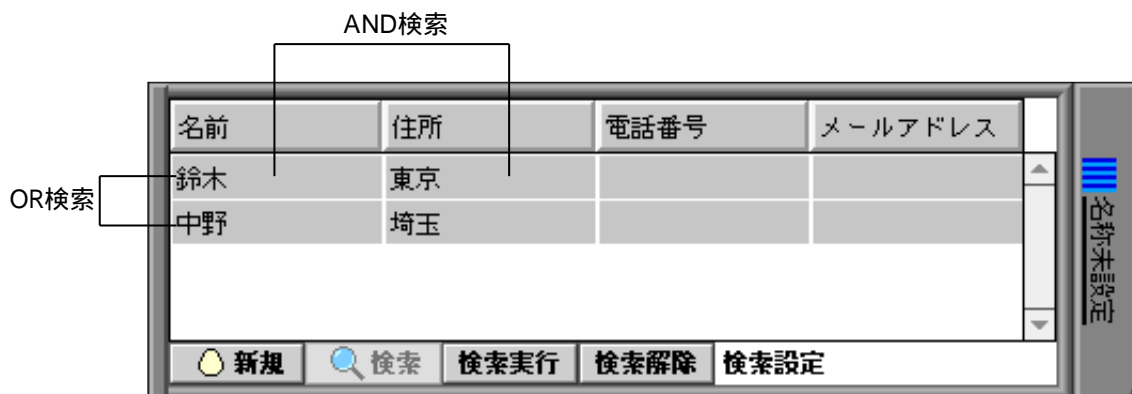 AND検索
OR検索
名前 住所 電話番号 メールアドレス
鈴木 東京
中野 埼玉
新規 検索 検索実行 検索解除 検索設定
名称未設定